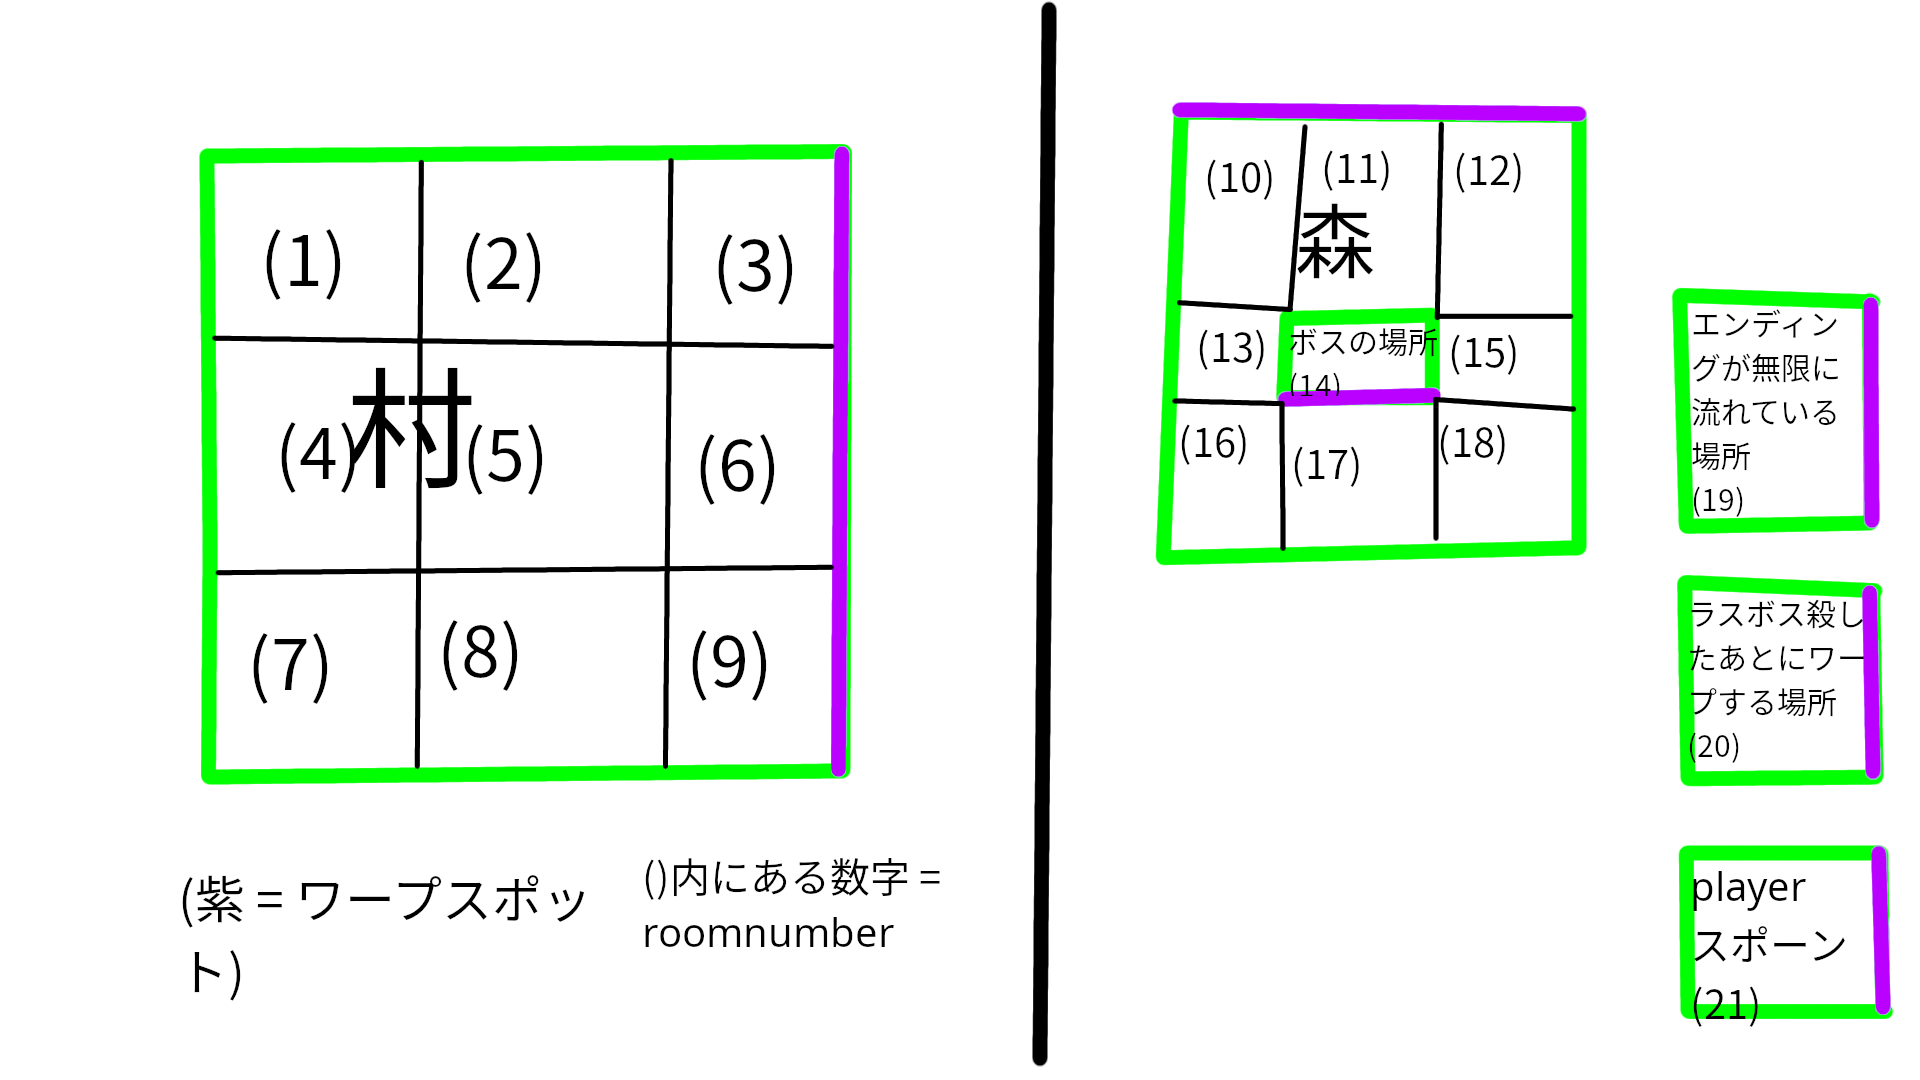 (1)
(2)
(3)
(4)
村
(5)
(6)
(7)
(8)
(9)
(紫 = ワープスポッ
ト)
()内にある数字 =
roomnumber
(10)
(11)
(12)
森
(13)
ボスの場所
(14)
(15)
(16)
(17)
(18)
エンディン
グが無限に
流れている
場所
(19)
ラスボス殺し
たあとにワー
プする場所
(20)
player
スポーン
(21)